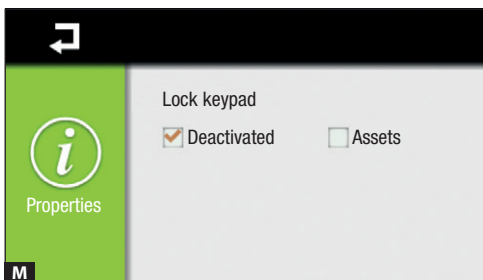 Lock keypad
Deactivated Assets
i
Properties
M